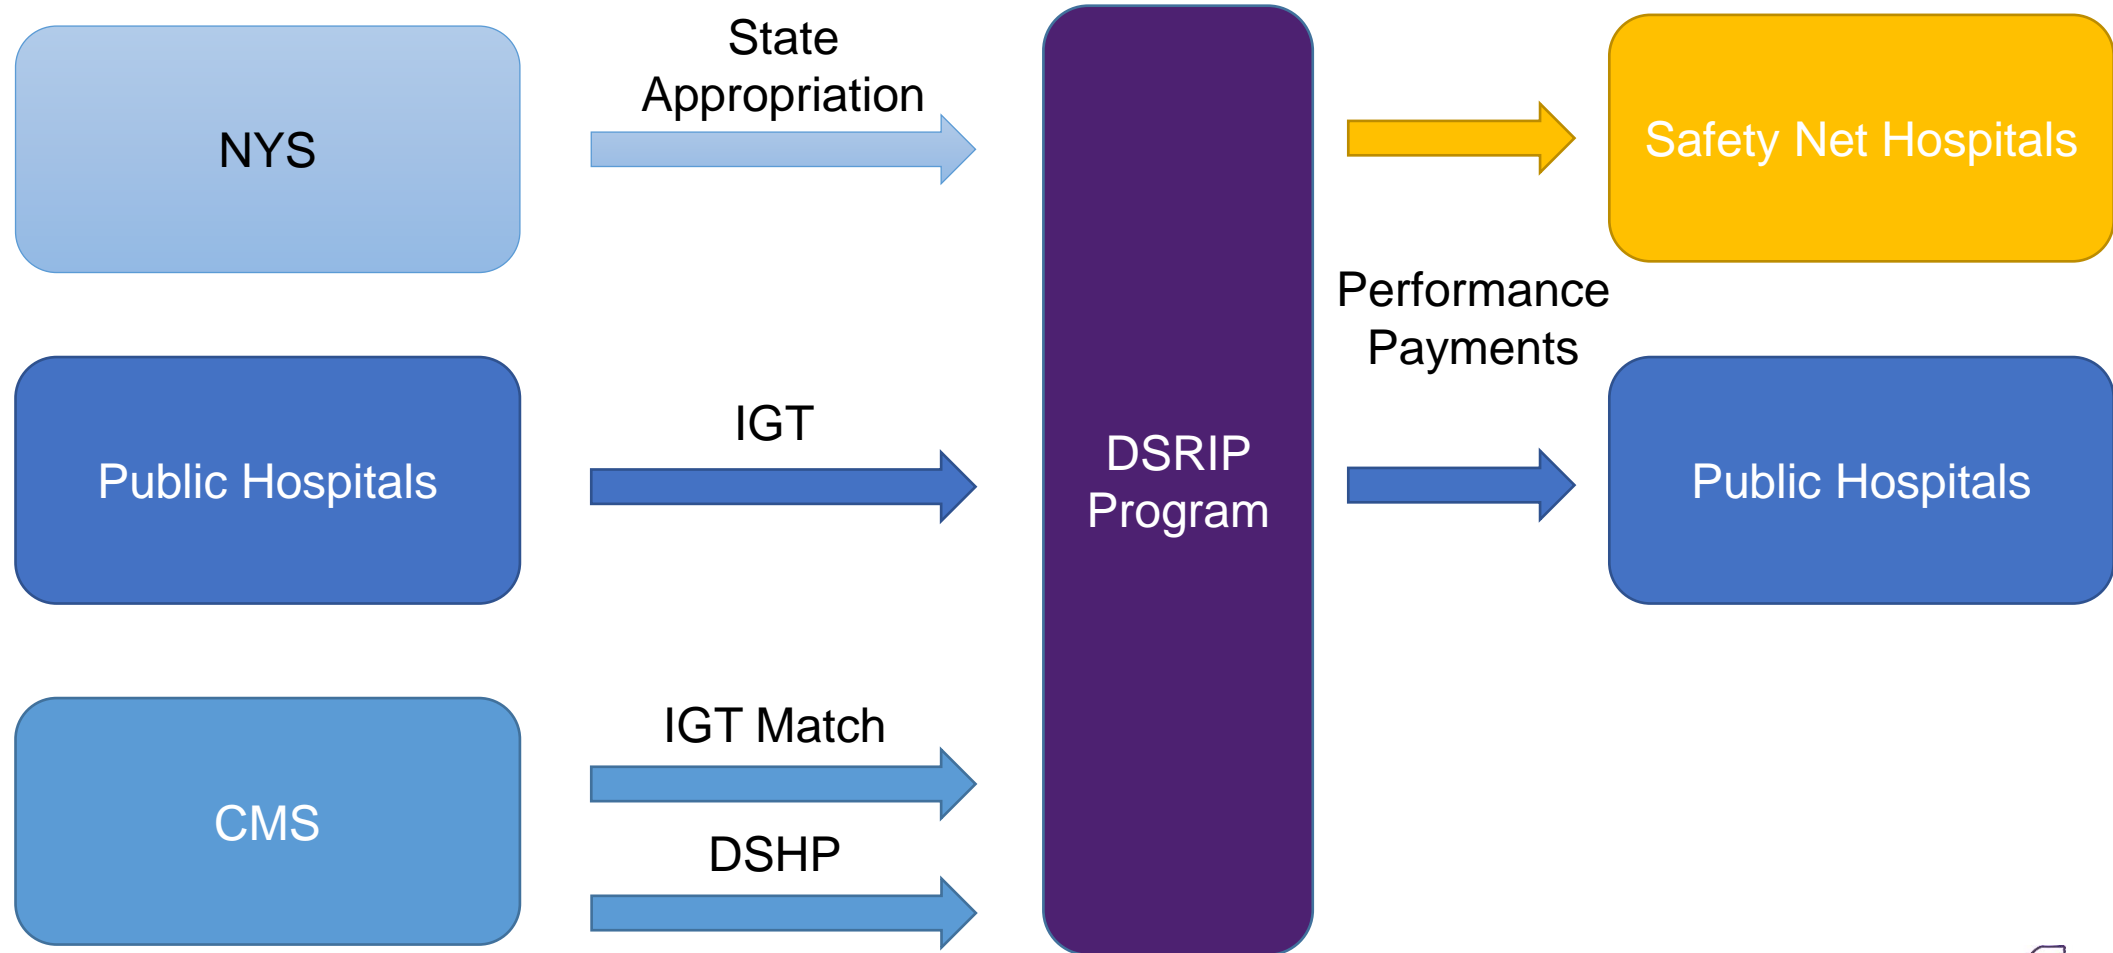 NYS
State
Appropriation
Safety Net Hospitals
Public Hospitals
IGT
DSRIP
Program
Performance
Payments
Public Hospitals
CMS
IGT Match
DSHP